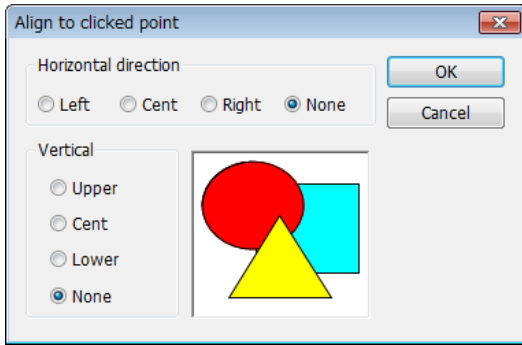 Align to clicked point
Horizontal direction
Left Cent Right None
OK
Cancel
Vertical
Upper
Cent
Lower
None